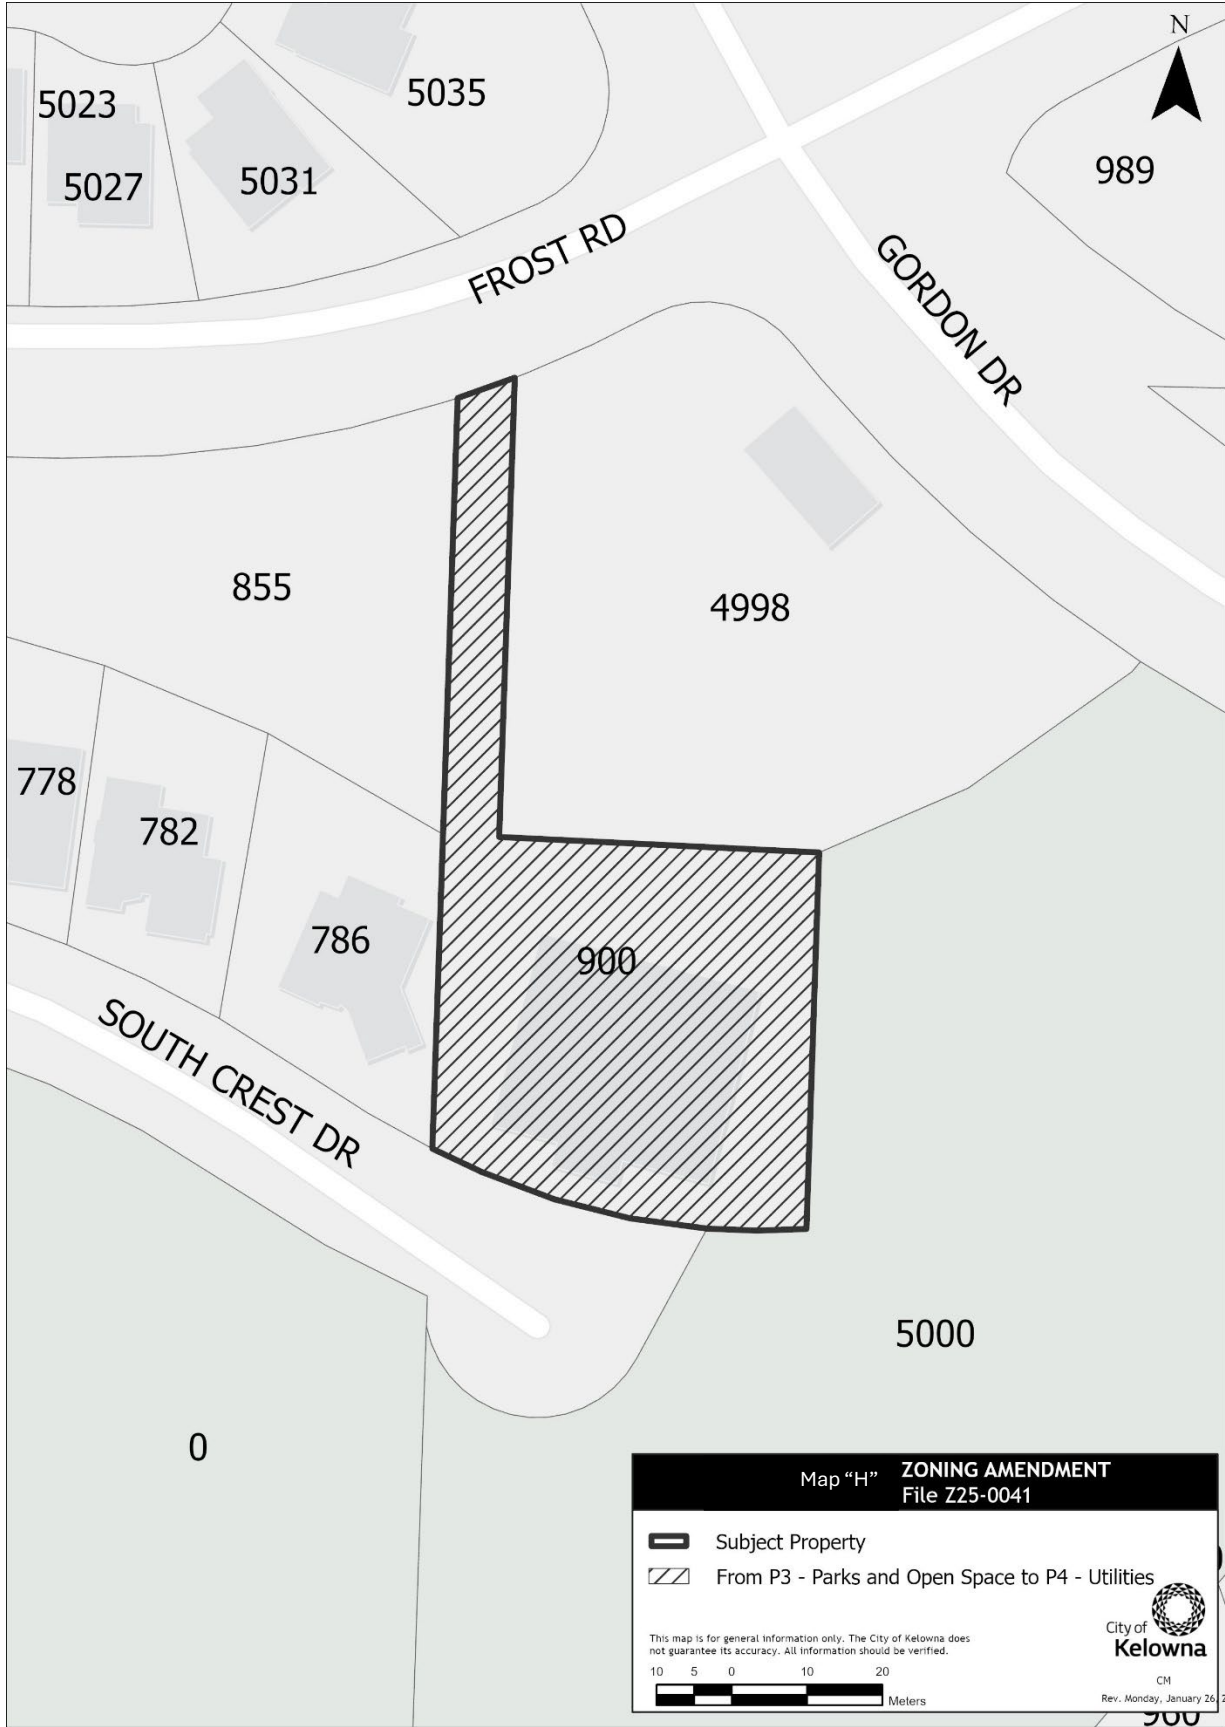 N
5035
5023
989
5027
5031
FROST RD
GORDON DR
855
4998
778
782
786
900
SOUTH CREST DR
5000
0
Map “H”
ZONING AMENDMENT
File Z25-0041
Subject Property
From P3 - Parks and Open Space to P4 - Utilities
This map is for general information only. The City of Kelowna does
not guarantee its accuracy. All information should be verified.
City of
Kelowna
10 5 0 10 20
Meters
CM
Rev. Monday, January 26,